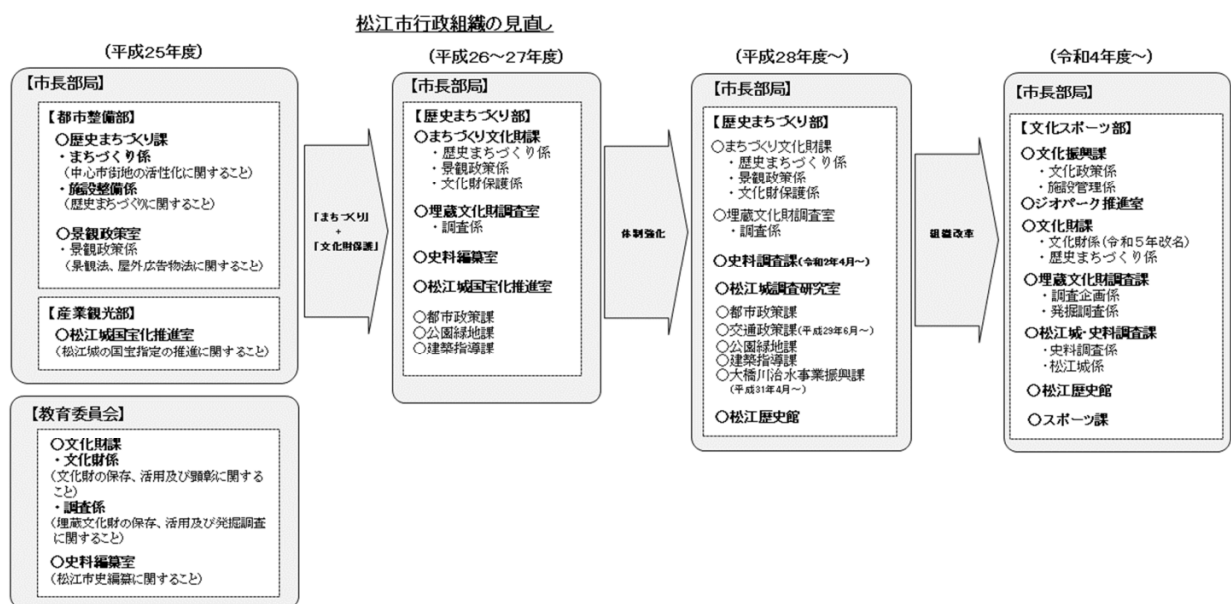 松江市行政組織の見直し
(平成25年度)
【市長部局】
【都市整備部】
○歴史まちづくり課
・まちづくり係
(中心市街地の活性化に関すること)
・施設整備係
(歴史まちづくりに関すること)
○景観政策室
・景観政策係
(景観法、屋外広告物法に関すること)
【産業観光部】
○松江城国宝化推進室
(松江城の国宝指定の推進に関すること)
【教育委員会】
○文化財課
・文化財係
(文化財の保存、活用及び顕彰に関する
こと)
・調査係
(埋蔵文化財の保存、活用及び発掘調査
に関すること)
○史料編纂室
(松江市史編纂に関すること)
「まちづくり」
+
「文化財保護」
(平成26～27年度)
【市長部局】
【歴史まちづくり部】
○まちづくり文化財課
・歴史まちづくり係
・景観政策係
・文化財保護係
○埋蔵文化財調査室
・調査係
○史料編纂室
○松江城国宝化推進室
○都市政策課
○公園緑地課
○建築指導課
体制強化
(平成28年度～)
【市長部局】
【歴史まちづくり部】
○まちづくり文化財課
・歴史まちづくり係
・景観政策係
・文化財保護係
○埋蔵文化財調査室
・調査係
○史料調査課(令和2年4月～)
○松江城調査研究室
○都市政策課
○交通政策課(平成29年6月～)
○公園緑地課
○建築指導課
○大橋川治水事業振興課
(平成31年4月～)
○松江歴史館
組織改革
(令和4年度～)
【市長部局】
【文化スポーツ部】
○文化振興課
・文化政策係
・施設管理係
○ジオパーク推進室
○文化財課
・文化財係(令和5年改名)
・歴史まちづくり係
○埋蔵文化財調査課
・調査企画係
・発掘調査係
○松江城・史料調査課
・史料調査係
・松江城係
○松江歴史館
○スポーツ課